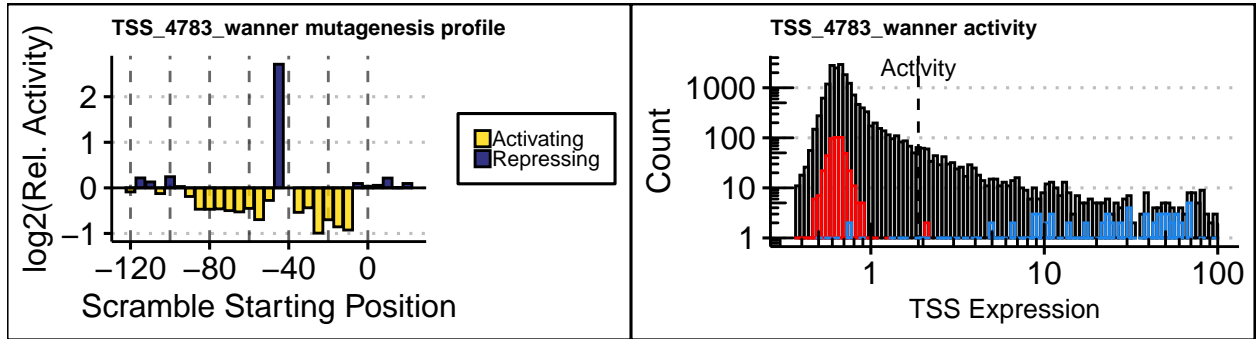 TSS_4783_wanner mutagenesis profile
log2(Rel. Activity)
2
1
0
−1
−120
−80
−40
0
Scramble Starting Position
Activating
Repressing
TSS_4783_wanner activity
Activity
Count
1000
100
10
1
1
10
100
TSS Expression